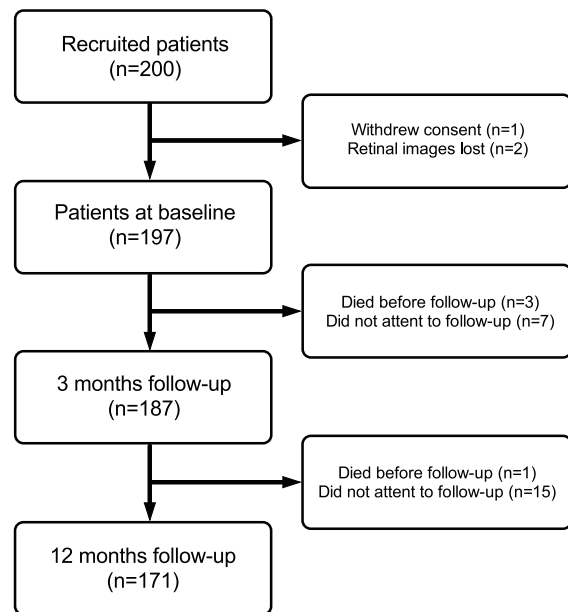 Recruited patients
(n=200)
Withdrew consent (n=1)
Retinal images lost (n=2)
Patients at baseline
(n=197)
Died before follow-up (n=3)
Did not attent to follow-up (n=7)
3 months follow-up
(n=187)
Died before follow-up (n=1)
Did not attent to follow-up (n=15)
12 months follow-up
(n=171)